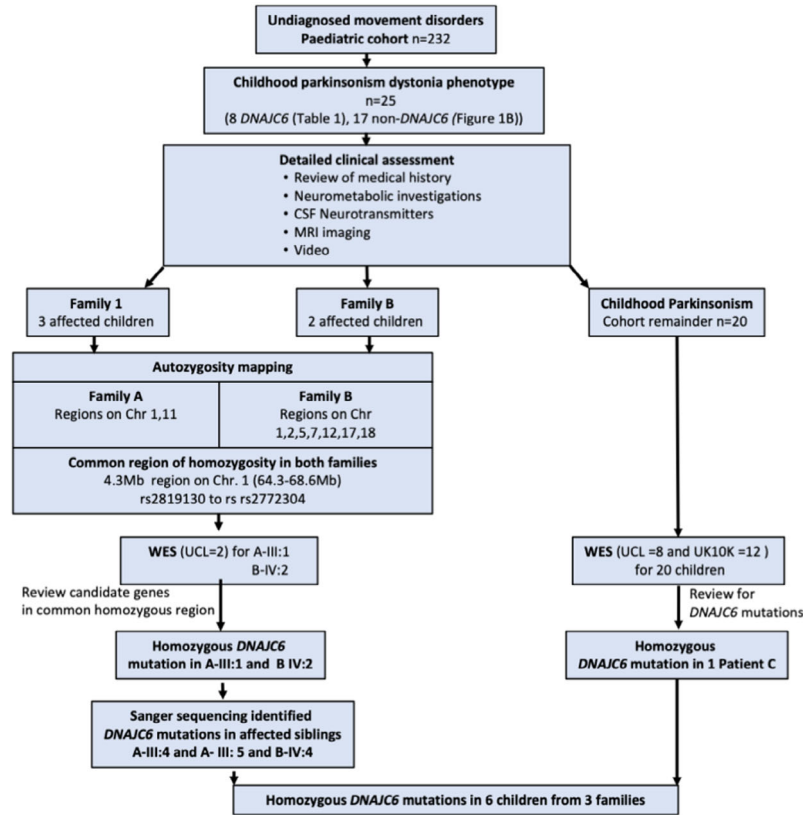 Undiagnosed movement disorders
Paediatric cohort n=232
Childhood parkinsonism dystonia phenotype
n=25
(8 DNAJC6 (Table 1), 17 non-DNAJC6 (Figure 1B))
Detailed clinical assessment
• Review of medical history
• Neurometabolic investigations
• CSF Neurotransmitters
• MRI imaging
• Video
Family 1
3 affected children
Family B
2 affected children
Childhood Parkinsonism
Cohort remainder n=20
Autozygosity mapping
Family A
Regions on Chr 1,11
Family B
Regions on Chr
1,2,5,7,12,17,18
Common region of homozygosity in both families
4.3Mb region on Chr. 1 (64.3-68.6Mb)
rs2819130 to rs rs2772304
WES (UCL=2) for A-III:1
B-IV:2
WES (UCL =8 and UK10K =12 )
for 20 children
Review candidate genes
in common homozygous region
Review for
DNAJC6 mutations
Homozygous DNAJC6
mutation in A-III:1 and B IV:2
Homozygous
DNAJC6 mutation in 1 Patient C
Sanger sequencing identified
DNAJC6 mutations in affected siblings
A-III:4 and A- III: 5 and B-IV:4
Homozygous DNAJC6 mutations in 6 children from 3 families